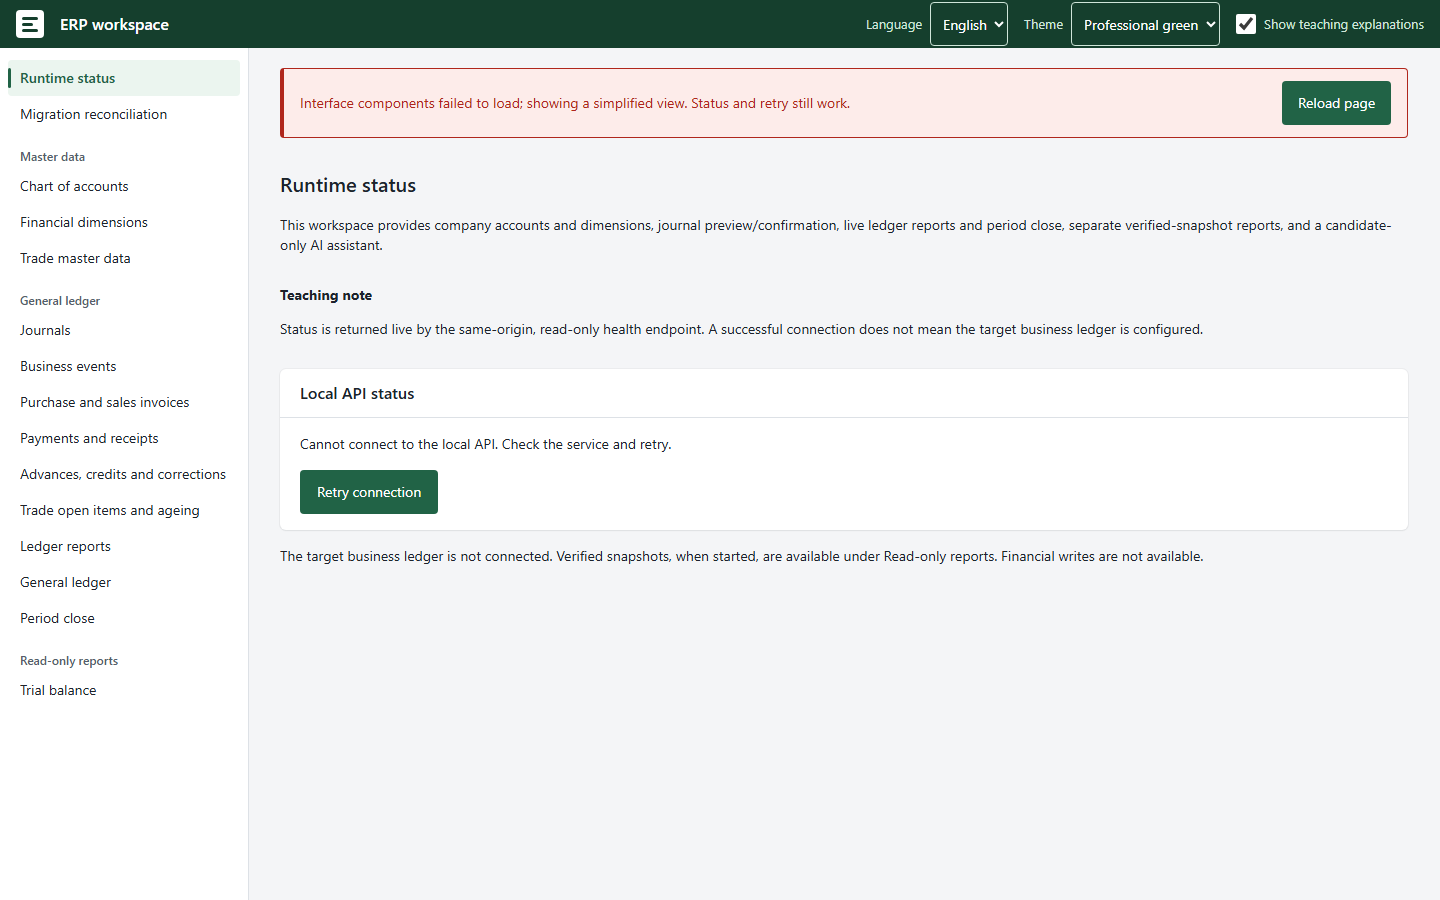 ERP workspace
Language
English
Theme
Professional green
Show teaching explanations
Runtime status
Migration reconciliation
Master data
Chart of accounts
Financial dimensions
Trade master data
General ledger
Journals
Business events
Purchase and sales invoices
Payments and receipts
Advances, credits and corrections
Trade open items and ageing
Ledger reports
General ledger
Period close
Read-only reports
Trial balance
Interface components failed to load; showing a simplified view. Status and retry still work.
Reload page
Runtime status
This workspace provides company accounts and dimensions, journal preview/confirmation, live ledger reports and period close, separate verified-snapshot reports, and a candidate-
only AI assistant.
Teaching note
Status is returned live by the same-origin, read-only health endpoint. A successful connection does not mean the target business ledger is configured.
Local API status
Cannot connect to the local API. Check the service and retry.
Retry connection
The target business ledger is not connected. Verified snapshots, when started, are available under Read-only reports. Financial writes are not available.